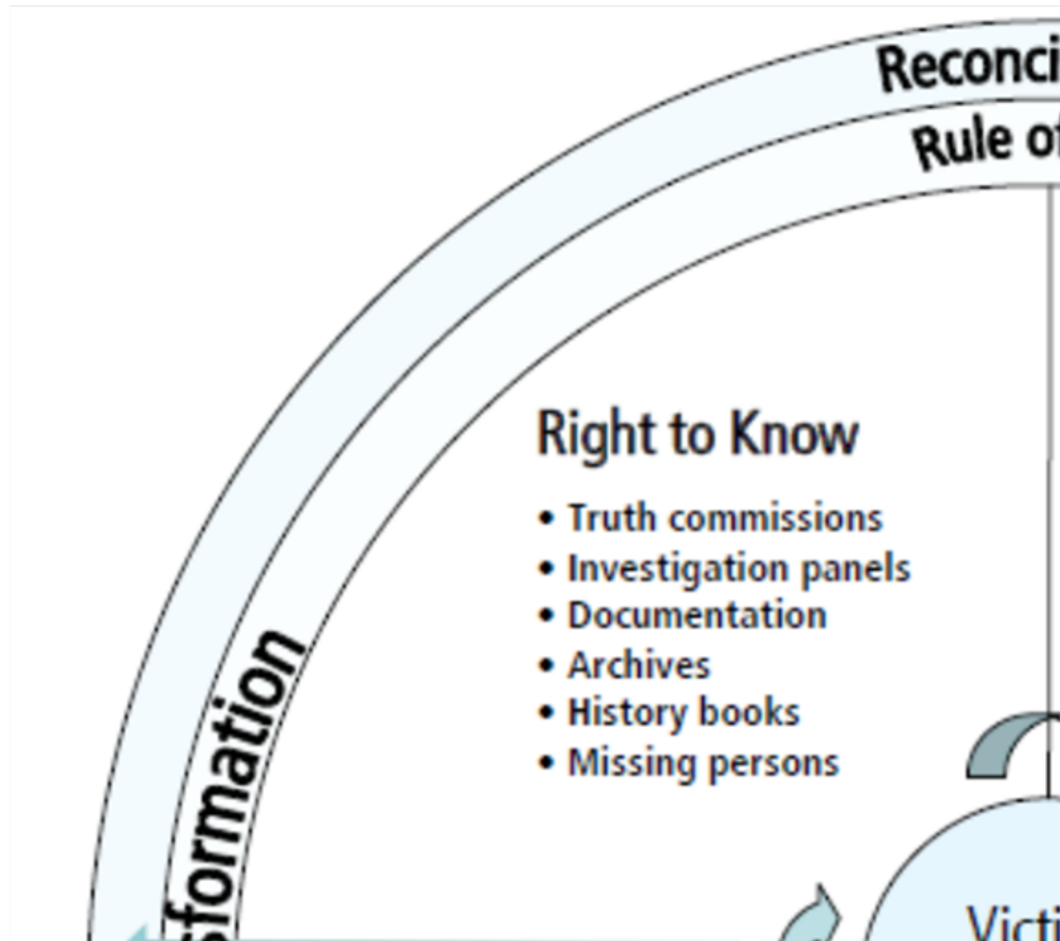 Reconci
Rule of
Right to Know
• Truth commissions
• Investigation panels
• Documentation
• Archives
• History books
• Missing persons
sformation
Victi